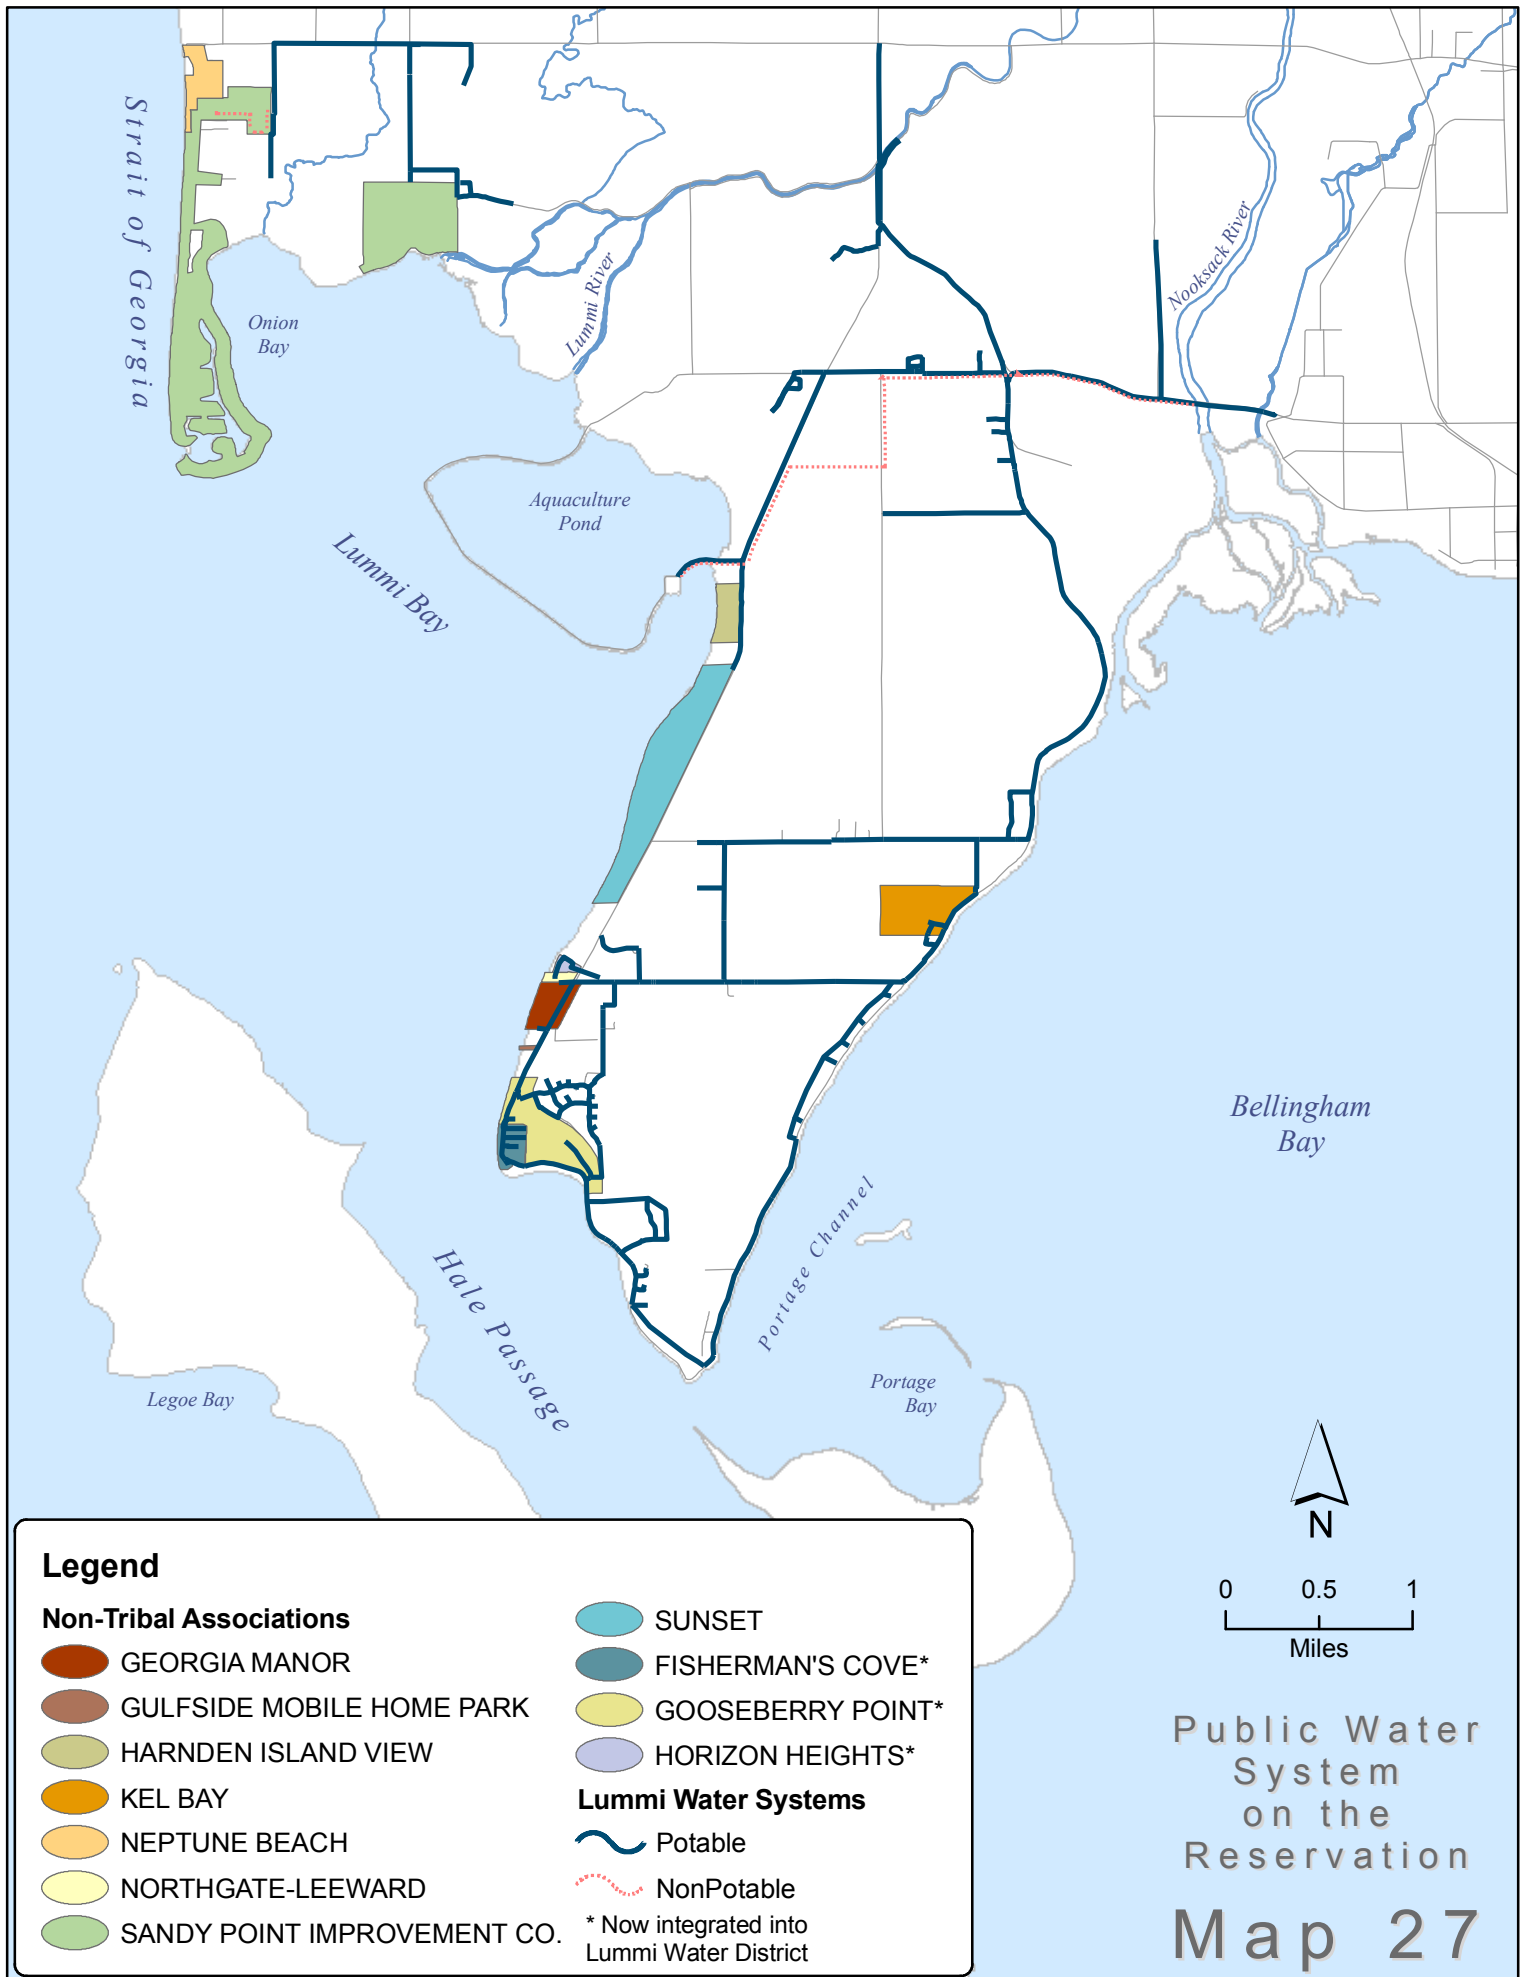 Strait of Georgia
Onion
Bay
Lummi River
Nooksack River
Aquaculture
Pond
Lummi Bay
Bellingham
Bay
Portage Channel
Hale Passage
Legoe Bay
Portage
Bay
N
0 0.5 1
Miles
Legend
Non-Tribal Associations
GEORGIA MANOR
GULFSIDE MOBILE HOME PARK
HARNDEN ISLAND VIEW
KEL BAY
NEPTUNE BEACH
NORTHGATE-LEEWARD
SANDY POINT IMPROVEMENT CO.
SUNSET
FISHERMAN'S COVE*
GOOSEBERRY POINT*
HORIZON HEIGHTS*
Lummi Water Systems
Potable
NonPotable
* Now integrated into
Lummi Water District
Public Water
System
on the
Reservation
Map 27